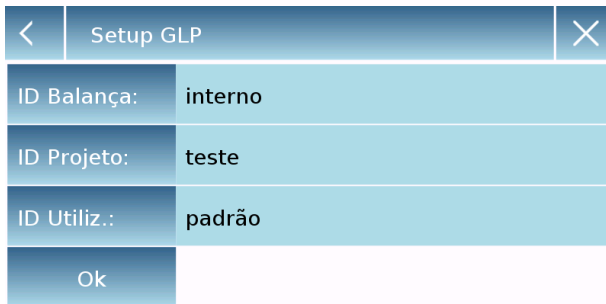 Setup GLP
ID Balança: interno
ID Projeto: teste
ID Utiliz.: padrão
Ok